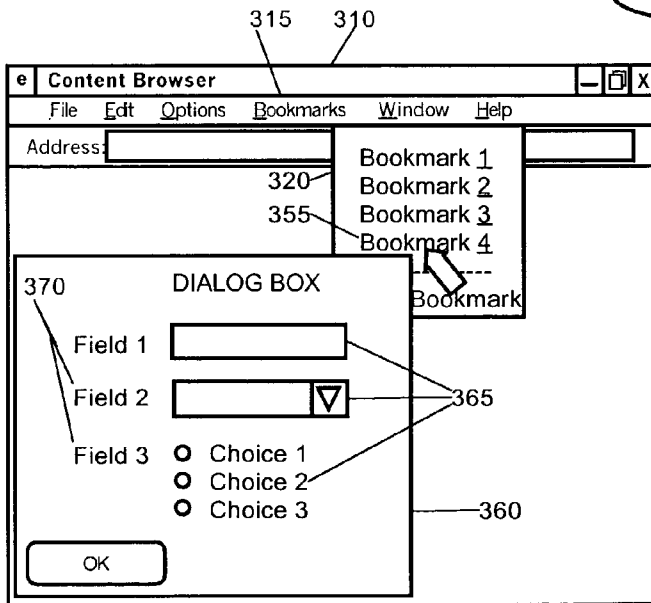 315 310
e Content Browser X
File Edt Options Bookmarks Window Help
Address:
320 Bookmark 1
Bookmark 2
Bookmark 3
355 Bookmark 4
Bookmark
370 DIALOG BOX
Field 1
Field 2
365
Field 3 Choice 1
Choice 2
Choice 3
360
OK